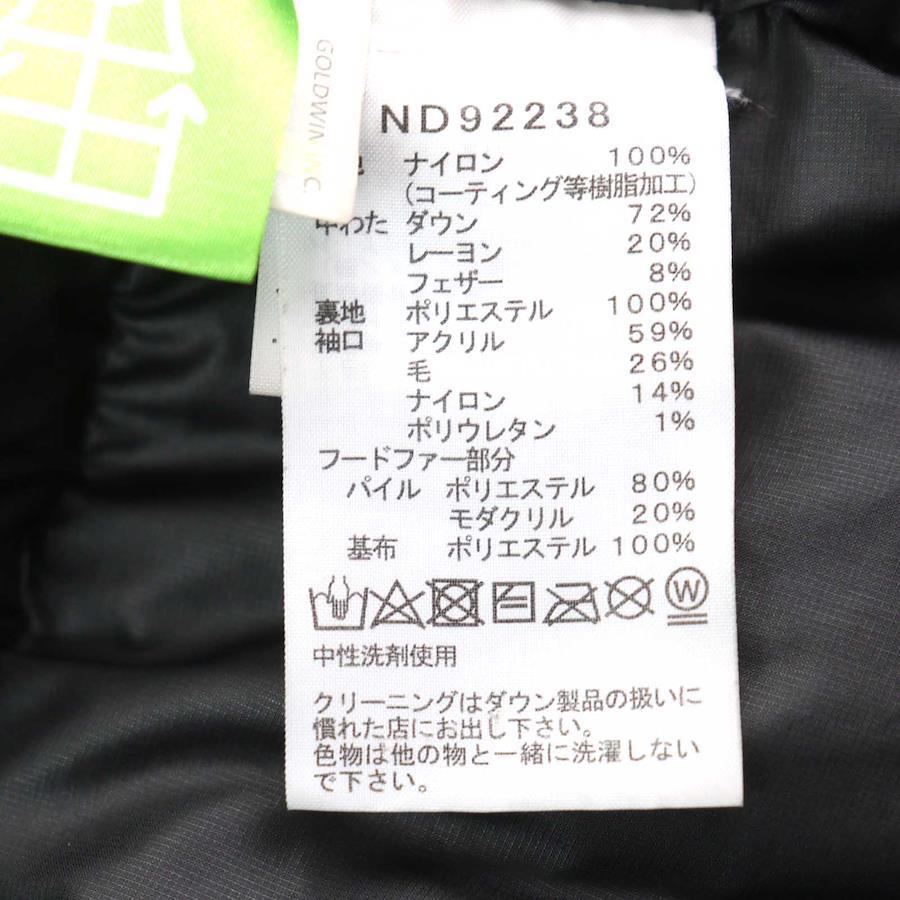 GOLDWIN INC
ND92238
ナイロン 100%
(コーティング等樹脂加工)
中わた ダウン 72%
レーヨン 20%
フェザー 8%
裏地 ポリエステル 100%
袖口 アクリル 59%
毛 26%
ナイロン 14%
ポリウレタン 1%
フードファー部分
パイル ポリエステル 80%
モダクリル 20%
基布 ポリエステル 100%
W
中性洗剤使用
クリーニングはダウン製品の扱いに
慣れた店にお出し下さい。
色物は他の物と一緒に洗濯しない
で下さい。